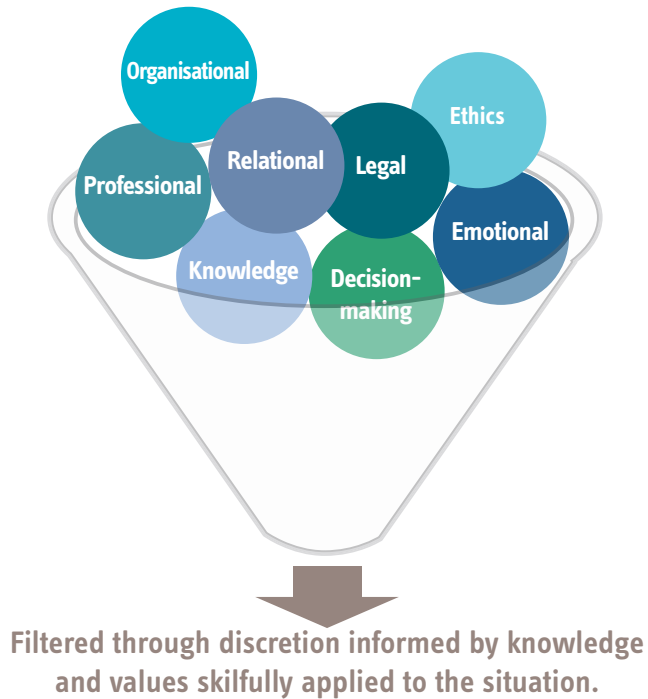 Organisational
Ethics
Relational
Legal
Professional
Emotional
Knowledge
Decision-
making
Filtered through discretion informed by knowledge
and values skilfully applied to the situation.